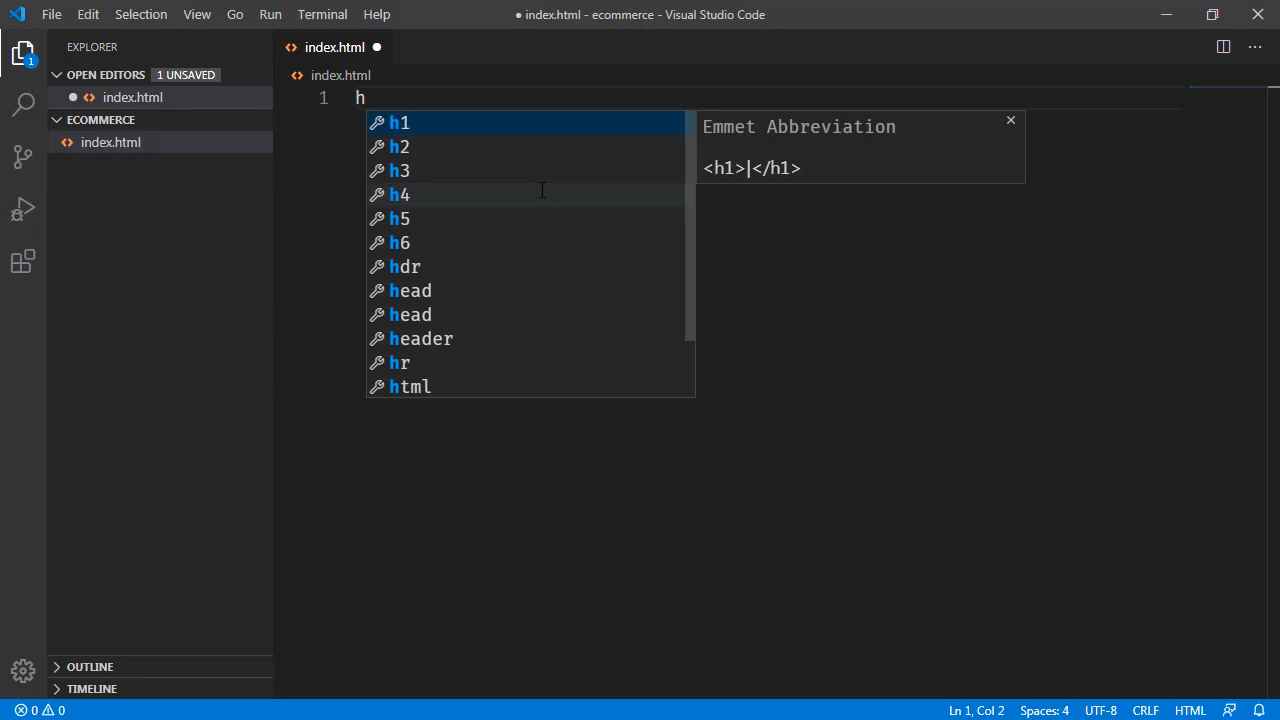 File Edit Selection View Go Run Terminal Help
● index.html - ecommerce - Visual Studio Code
EXPLORER
index.html ●
OPEN EDITORS 1 UNSAVED
1
index.html
● index.html
1 h
ECOMMERCE
index.html
h1
h2
h3
h4
h5
h6
hdr
head
head
header
hr
html
Emmet Abbreviation
<h1>|</h1>
OUTLINE
TIMELINE
0 0
Ln 1, Col 2 Spaces: 4 UTF-8 CRLF HTML